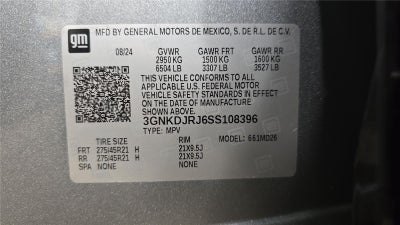 gm
MFD BY GENERAL MOTORS DE MEXICO, S. DE R.L. DE C.V.
08/24 GVWR GAWR FRT GAWR RR
2950 KG 1500 KG 1600 KG
6504 LB 3307 LB 3527 LB
THIS VEHICLE CONFORMS TO ALL
APPLICABLE U.S. FEDERAL MOTOR
VEHICLE SAFETY STANDARDS IN EFFECT
ON THE DATE OF MANUFACTURE SHOWN ABOVE.
3GNKDJRJ6SS108396
TYPE: MPV
TIRE SIZE RIM MODEL: 661MD26
FRT 275/45R21 H 21X9.5J
RR 275/45R21 H 21X9.5J
SPA NONE NONE